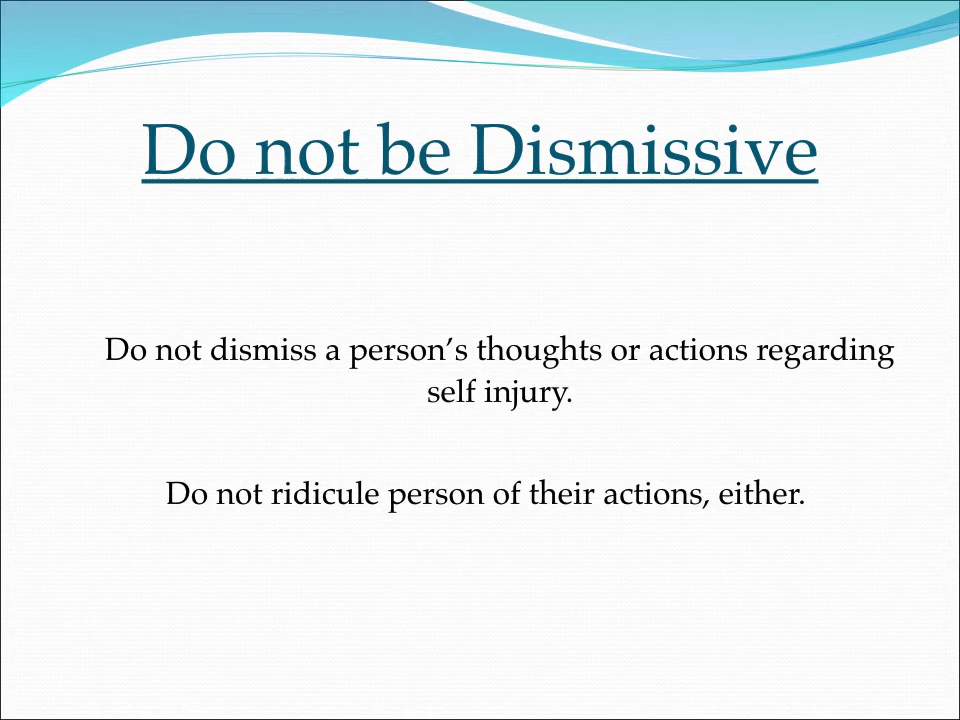 Do not be Dismissive
Do not dismiss a person’s thoughts or actions regarding
self injury.
Do not ridicule person of their actions, either.